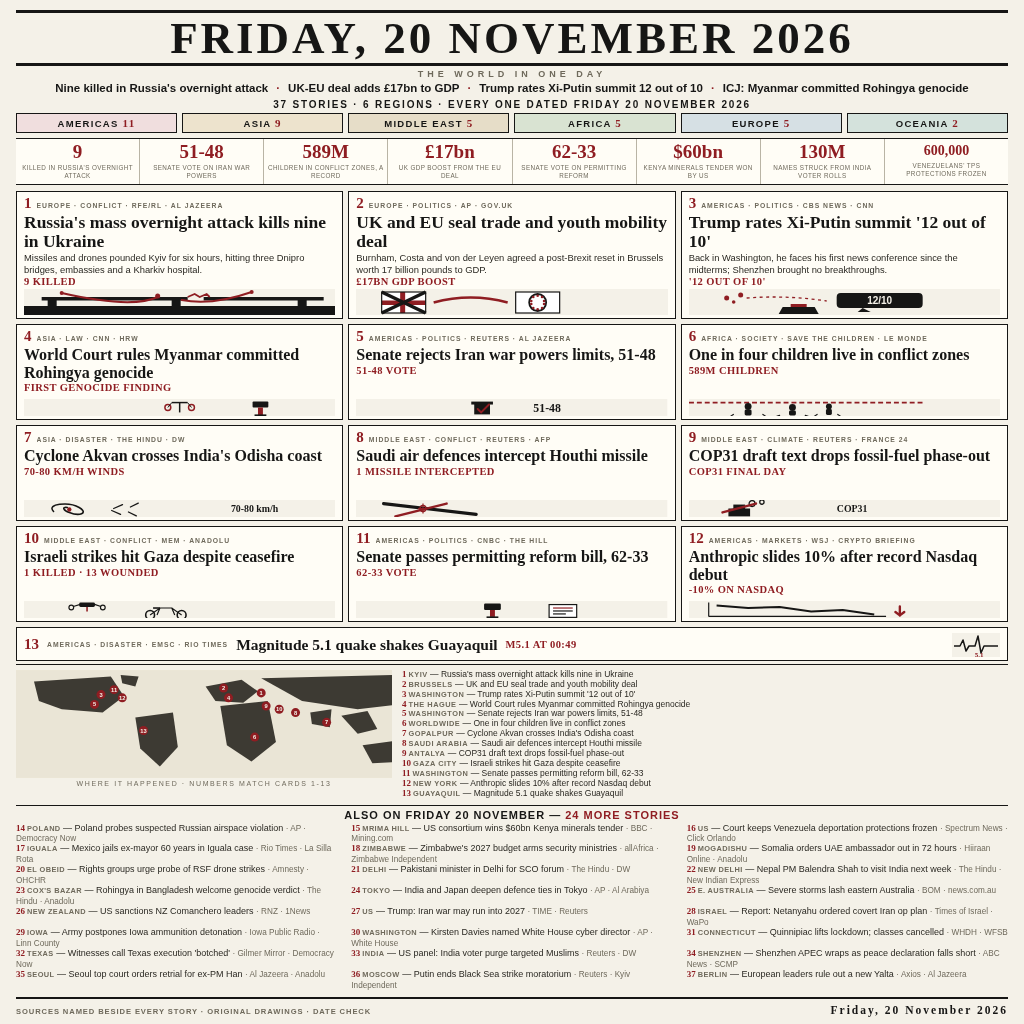 FRIDAY, 20 NOVEMBER 2026
THE WORLD IN ONE DAY
Nine killed in Russia's overnight attack · UK-EU deal adds £17bn to GDP · Trump rates Xi-Putin summit 12 out of 10 · ICJ: Myanmar committed Rohingya genocide
37 STORIES · 6 REGIONS · EVERY ONE DATED FRIDAY 20 NOVEMBER 2026
AMERICAS 11
ASIA 9
MIDDLE EAST 5
AFRICA 5
EUROPE 5
OCEANIA 2
9
KILLED IN RUSSIA'S OVERNIGHT
ATTACK
51-48
SENATE VOTE ON IRAN WAR
POWERS
589M
CHILDREN IN CONFLICT ZONES, A
RECORD
£17bn
UK GDP BOOST FROM THE EU
DEAL
62-33
SENATE VOTE ON PERMITTING
REFORM
$60bn
KENYA MINERALS TENDER WON
BY US
130M
NAMES STRUCK FROM INDIA
VOTER ROLLS
600,000
VENEZUELANS' TPS
PROTECTIONS FROZEN
1 EUROPE · CONFLICT · RFE/RL · AL JAZEERA
Russia's mass overnight attack kills nine
in Ukraine
Missiles and drones pounded Kyiv for six hours, hitting three Dnipro
bridges, embassies and a Kharkiv hospital.
9 KILLED
2 EUROPE · POLITICS · AP · GOV.UK
UK and EU seal trade and youth mobility
deal
Burnham, Costa and von der Leyen agreed a post-Brexit reset in Brussels
worth 17 billion pounds to GDP.
£17BN GDP BOOST
3 AMERICAS · POLITICS · CBS NEWS · CNN
Trump rates Xi-Putin summit '12 out of
10'
Back in Washington, he faces his first news conference since the
midterms; Shenzhen brought no breakthroughs.
'12 OUT OF 10'
12/10
4 ASIA · LAW · CNN · HRW
World Court rules Myanmar committed
Rohingya genocide
FIRST GENOCIDE FINDING
5 AMERICAS · POLITICS · REUTERS · AL JAZEERA
Senate rejects Iran war powers limits, 51-48
51-48 VOTE
51-48
6 AFRICA · SOCIETY · SAVE THE CHILDREN · LE MONDE
One in four children live in conflict zones
589M CHILDREN
7 ASIA · DISASTER · THE HINDU · DW
Cyclone Akvan crosses India's Odisha coast
70-80 KM/H WINDS
70-80 km/h
8 MIDDLE EAST · CONFLICT · REUTERS · AFP
Saudi air defences intercept Houthi missile
1 MISSILE INTERCEPTED
9 MIDDLE EAST · CLIMATE · REUTERS · FRANCE 24
COP31 draft text drops fossil-fuel phase-out
COP31 FINAL DAY
COP31
10 MIDDLE EAST · CONFLICT · MEM · ANADOLU
Israeli strikes hit Gaza despite ceasefire
1 KILLED · 13 WOUNDED
11 AMERICAS · POLITICS · CNBC · THE HILL
Senate passes permitting reform bill, 62-33
62-33 VOTE
12 AMERICAS · MARKETS · WSJ · CRYPTO BRIEFING
Anthropic slides 10% after record Nasdaq
debut
-10% ON NASDAQ
13 AMERICAS · DISASTER · EMSC · RIO TIMES Magnitude 5.1 quake shakes Guayaquil M5.1 AT 00:49
5.1
1 KYIV — Russia's mass overnight attack kills nine in Ukraine
2 BRUSSELS — UK and EU seal trade and youth mobility deal
3 WASHINGTON — Trump rates Xi-Putin summit '12 out of 10'
4 THE HAGUE — World Court rules Myanmar committed Rohingya genocide
5 WASHINGTON — Senate rejects Iran war powers limits, 51-48
6 WORLDWIDE — One in four children live in conflict zones
7 GOPALPUR — Cyclone Akvan crosses India's Odisha coast
8 SAUDI ARABIA — Saudi air defences intercept Houthi missile
9 ANTALYA — COP31 draft text drops fossil-fuel phase-out
10 GAZA CITY — Israeli strikes hit Gaza despite ceasefire
11 WASHINGTON — Senate passes permitting reform bill, 62-33
12 NEW YORK — Anthropic slides 10% after record Nasdaq debut
13 GUAYAQUIL — Magnitude 5.1 quake shakes Guayaquil
2
1
3
11
12
5
4
9
10
8
7
13
6
WHERE IT HAPPENED · NUMBERS MATCH CARDS 1-13
ALSO ON FRIDAY 20 NOVEMBER — 24 MORE STORIES
14 POLAND — Poland probes suspected Russian airspace violation · AP ·
Democracy Now
15 MRIMA HILL — US consortium wins $60bn Kenya minerals tender · BBC ·
Mining.com
16 US — Court keeps Venezuela deportation protections frozen · Spectrum News ·
Click Orlando
17 IGUALA — Mexico jails ex-mayor 60 years in Iguala case · Rio Times · La Silla
Rota
18 ZIMBABWE — Zimbabwe's 2027 budget arms security ministries · allAfrica ·
Zimbabwe Independent
19 MOGADISHU — Somalia orders UAE ambassador out in 72 hours · Hiiraan
Online · Anadolu
20 EL OBEID — Rights groups urge probe of RSF drone strikes · Amnesty ·
OHCHR
21 DELHI — Pakistani minister in Delhi for SCO forum · The Hindu · DW
22 NEW DELHI — Nepal PM Balendra Shah to visit India next week · The Hindu ·
New Indian Express
23 COX'S BAZAR — Rohingya in Bangladesh welcome genocide verdict · The
Hindu · Anadolu
24 TOKYO — India and Japan deepen defence ties in Tokyo · AP · Al Arabiya
25 E. AUSTRALIA — Severe storms lash eastern Australia · BOM · news.com.au
26 NEW ZEALAND — US sanctions NZ Comanchero leaders · RNZ · 1News
27 US — Trump: Iran war may run into 2027 · TIME · Reuters
28 ISRAEL — Report: Netanyahu ordered covert Iran op plan · Times of Israel ·
WaPo
29 IOWA — Army postpones Iowa ammunition detonation · Iowa Public Radio ·
Linn County
30 WASHINGTON — Kirsten Davies named White House cyber director · AP ·
White House
31 CONNECTICUT — Quinnipiac lifts lockdown; classes cancelled · WHDH · WFSB
32 TEXAS — Witnesses call Texas execution 'botched' · Gilmer Mirror · Democracy
Now
33 INDIA — US panel: India voter purge targeted Muslims · Reuters · DW
34 SHENZHEN — Shenzhen APEC wraps as peace declaration falls short · ABC
News · SCMP
35 SEOUL — Seoul top court orders retrial for ex-PM Han · Al Jazeera · Anadolu
36 MOSCOW — Putin ends Black Sea strike moratorium · Reuters · Kyiv
Independent
37 BERLIN — European leaders rule out a new Yalta · Axios · Al Jazeera
SOURCES NAMED BESIDE EVERY STORY · ORIGINAL DRAWINGS · DATE CHECK
Friday, 20 November 2026